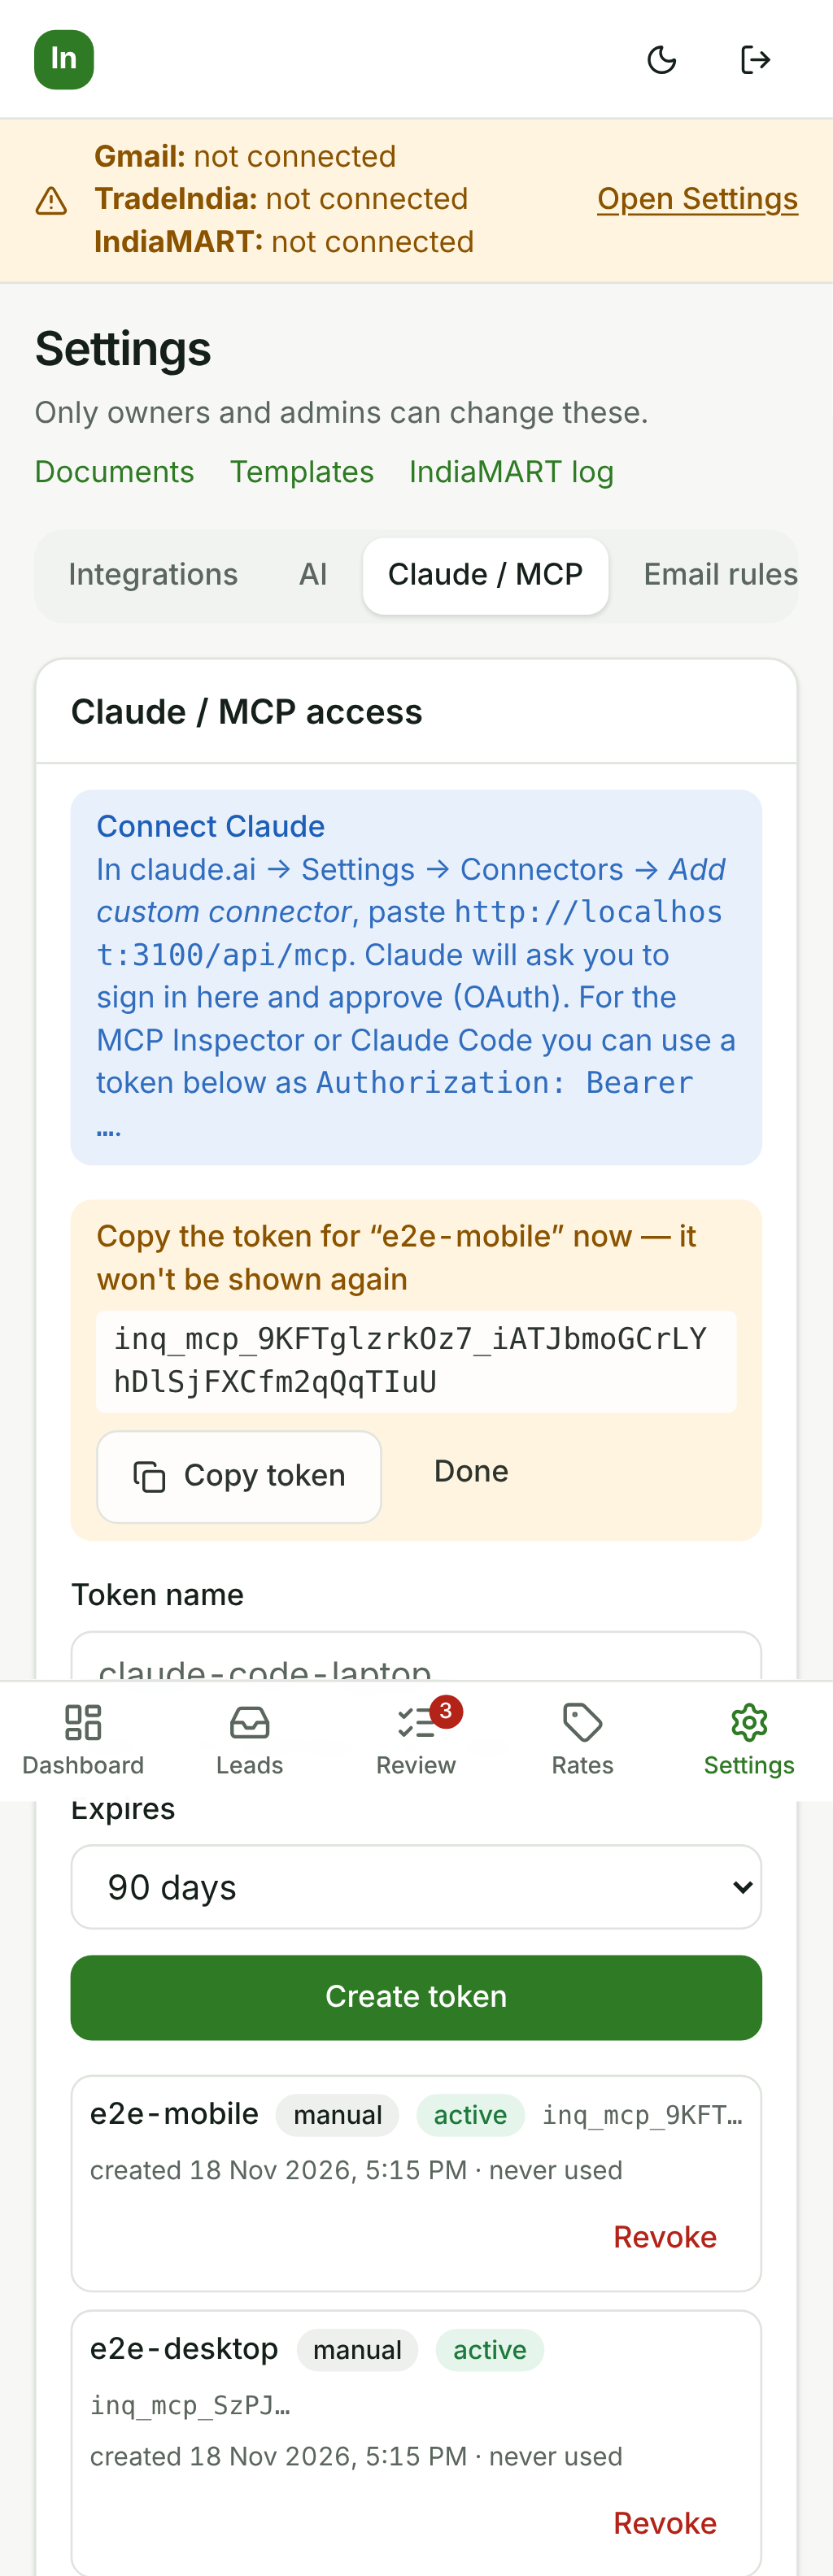 In
Gmail: not connected
TradeIndia: not connected
IndiaMART: not connected
Open Settings
Settings
Only owners and admins can change these.
Documents Templates IndiaMART log
Integrations AI Claude / MCP Email rules
Claude / MCP access
Connect Claude
In claude.ai → Settings → Connectors → Add
custom connector, paste http://localhos
t:3100/api/mcp. Claude will ask you to
sign in here and approve (OAuth). For the
MCP Inspector or Claude Code you can use a
token below as Authorization: Bearer
….
Copy the token for “e2e-mobile” now — it
won't be shown again
inq_mcp_9KFTglzrkOz7_iATJbmoGCrLY
hDlSjFXCfm2qQqTIuU
Copy token Done
Token name
claude-code-laptop
3
Dashboard Leads Review Rates Settings
Expires
90 days
Create token
e2e-mobile manual active inq_mcp_9KFT…
created 18 Nov 2026, 5:15 PM · never used
Revoke
e2e-desktop manual active
inq_mcp_SzPJ…
created 18 Nov 2026, 5:15 PM · never used
Revoke